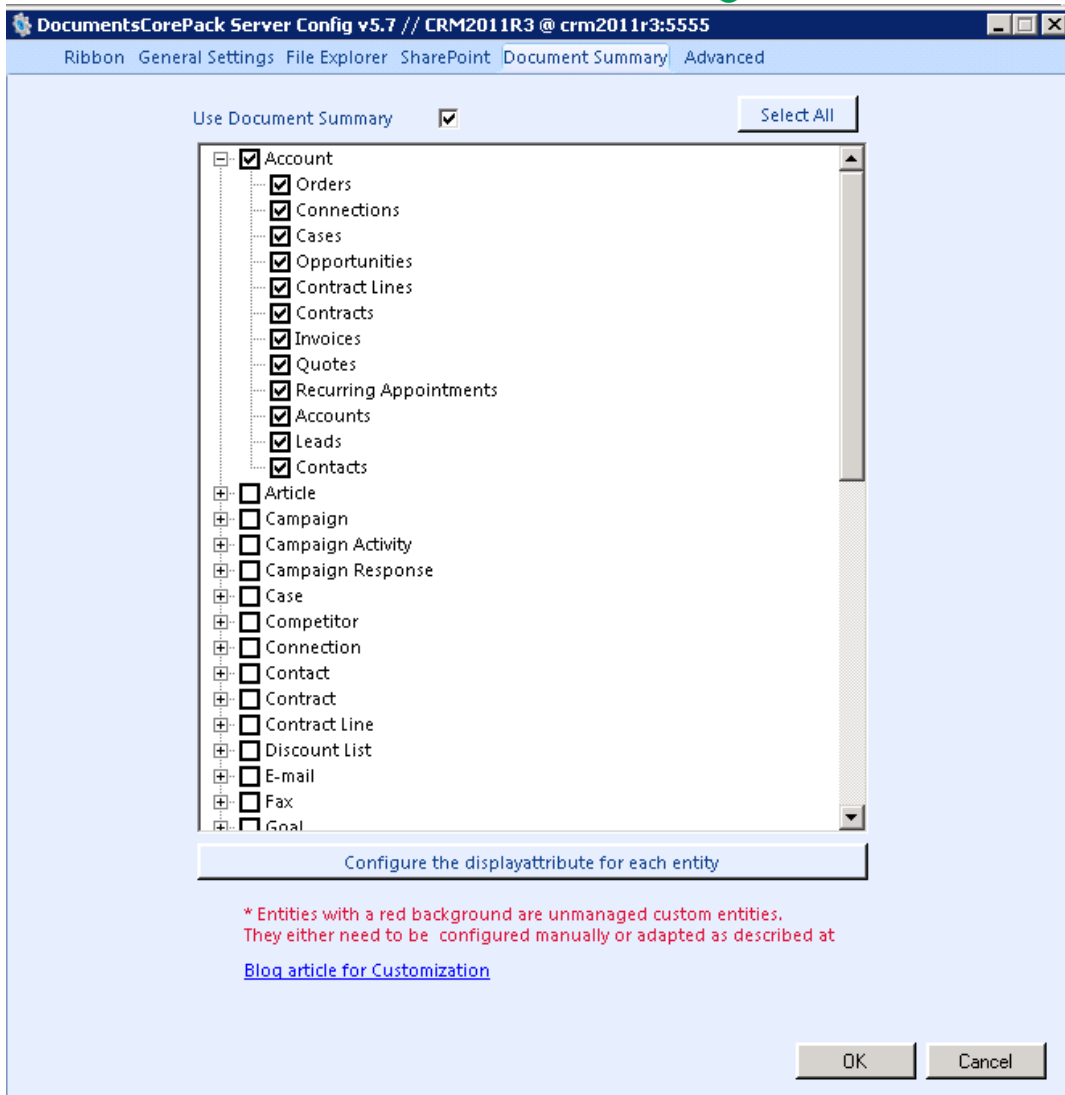 DocumentsCorePack Server Config v5.7 // CRM2011R3 @ crm2011r3:5555
Ribbon General Settings File Explorer SharePoint Document Summary Advanced
Use Document Summary Select All
Account
Orders
Connections
Cases
Opportunities
Contract Lines
Contracts
Invoices
Quotes
Recurring Appointments
Accounts
Leads
Contacts
Article
Campaign
Campaign Activity
Campaign Response
Case
Competitor
Connection
Contact
Contract
Contract Line
Discount List
E-mail
Fax
Goal
Configure the displayattribute for each entity
* Entities with a red background are unmanaged custom entities.
They either need to be configured manually or adapted as described at
Blog article for Customization
OK Cancel